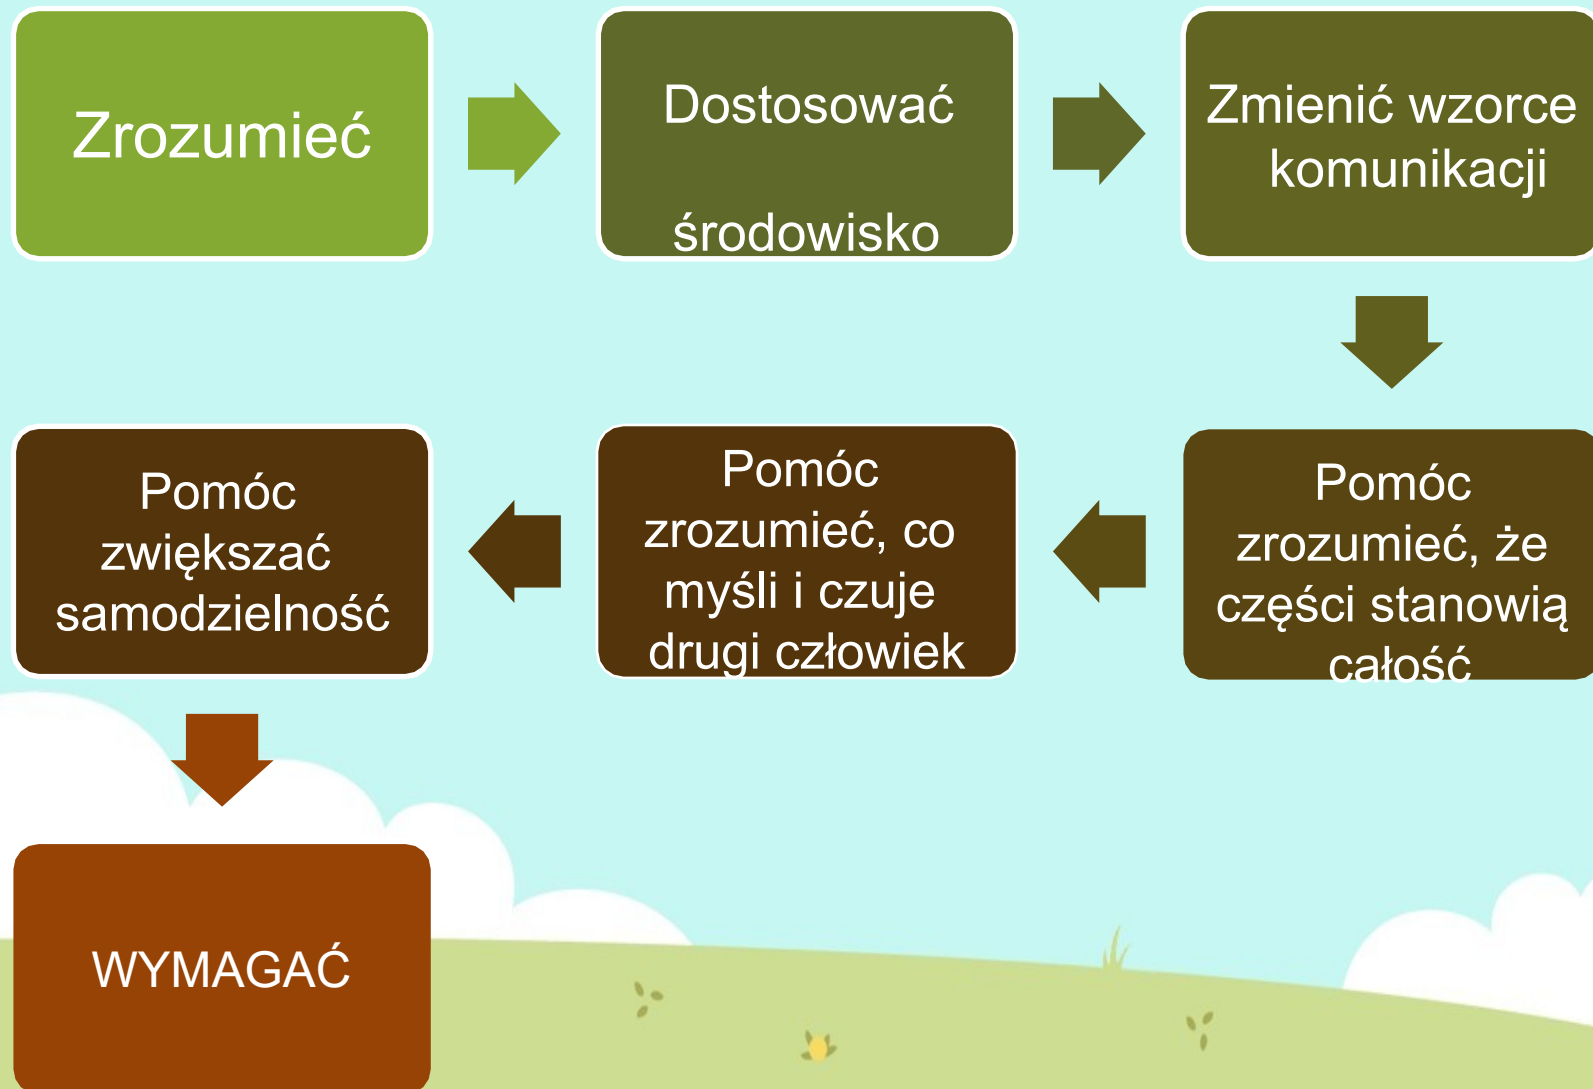 Zrozumieć
Dostosować
środowisko
Zmienić wzorce
komunikacji
Pomóc
zrozumieć, że
części stanowią
całość
Pomóc
zrozumieć, co
myśli i czuje
drugi człowiek
Pomóc
zwiększać
samodzielność
WYMAGAĆ